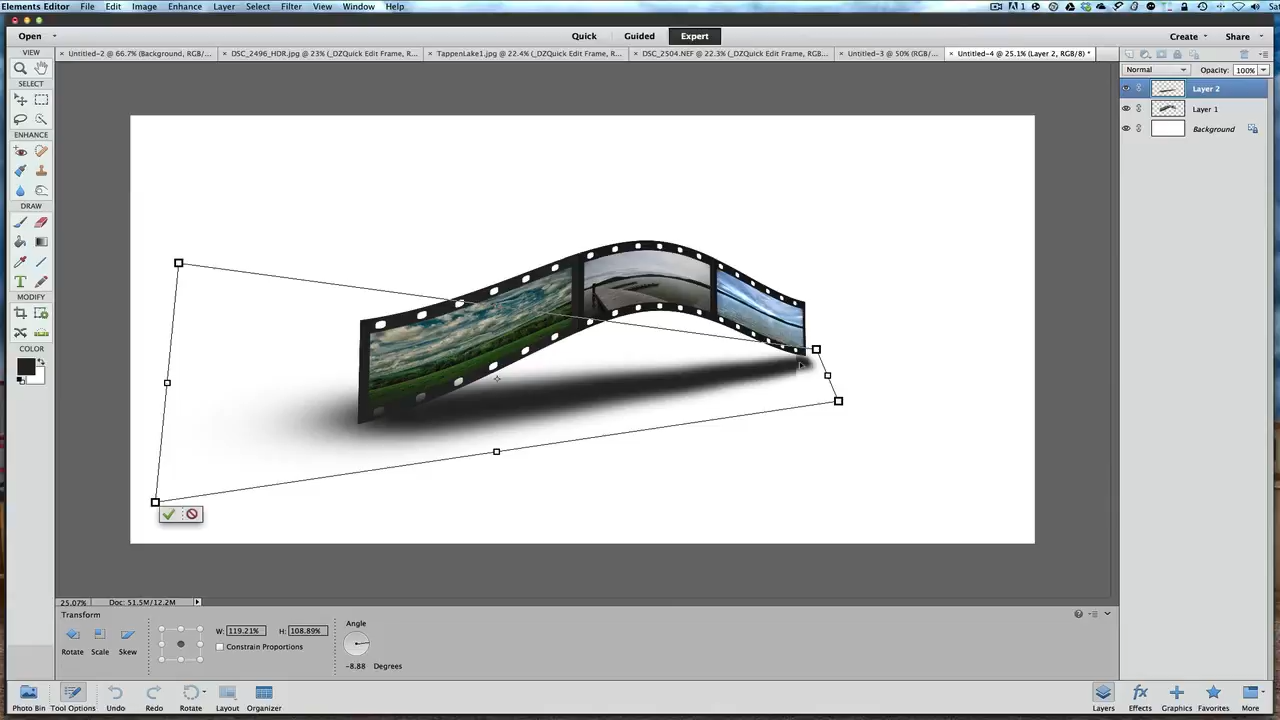 Elements Editor File Edit Image Enhance Layer Select Filter View Window Help
Open Quick Guided Expert Create Share
VIEW
Untitled-2 @ 66.7% (Background, RGB/... DSC_2496_HDR.jpg @ 23% (_DZQuick Edit Frame, R... TappenLake1.jpg @ 22.4% (_DZQuick Edit Frame, R... DSC_2504.NEF @ 22.3% (_DZQuick Edit Frame, RGB... Untitled-3 @ 50% (RGB/... Untitled-4 @ 25.1% (Layer 2, RGB/8) *
Normal Opacity: 100%
SELECT
Layer 2
Layer 1
Background
ENHANCE
DRAW
MODIFY
COLOR
25.07% Doc: 51.5M/12.2M
Transform
W: 119.21% H: 108.89% Angle
Constrain Proportions
Rotate Scale Skew
-8.88 Degrees
Photo Bin Tool Options Undo Redo Rotate Layout Organizer Layers Effects Graphics Favorites More